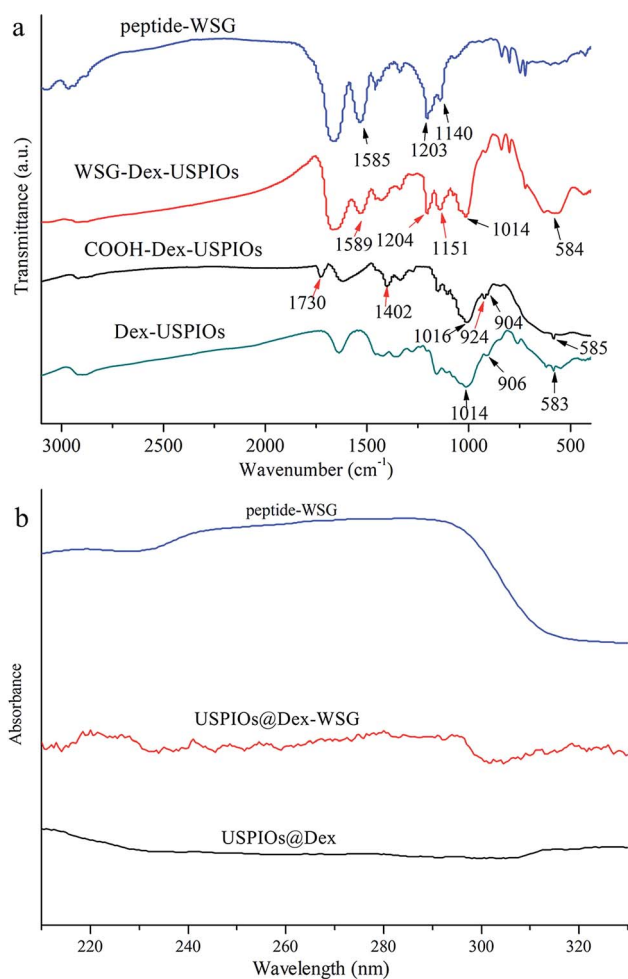 a
peptide-WSG
1585
1203
1140
WSG-Dex-USPIOs
1589
1204
1151
1014
584
COOH-Dex-USPIOs
1730
1402
1016
924
904
585
Dex-USPIOs
1014
906
583
Transmittance (a.u.)
3000 2500 2000 1500 1000 500
Wavenumber (cm⁻¹)
b
peptide-WSG
USPIOs@Dex-WSG
USPIOs@Dex
Absorbance
220 240 260 280 300 320
Wavelength (nm)